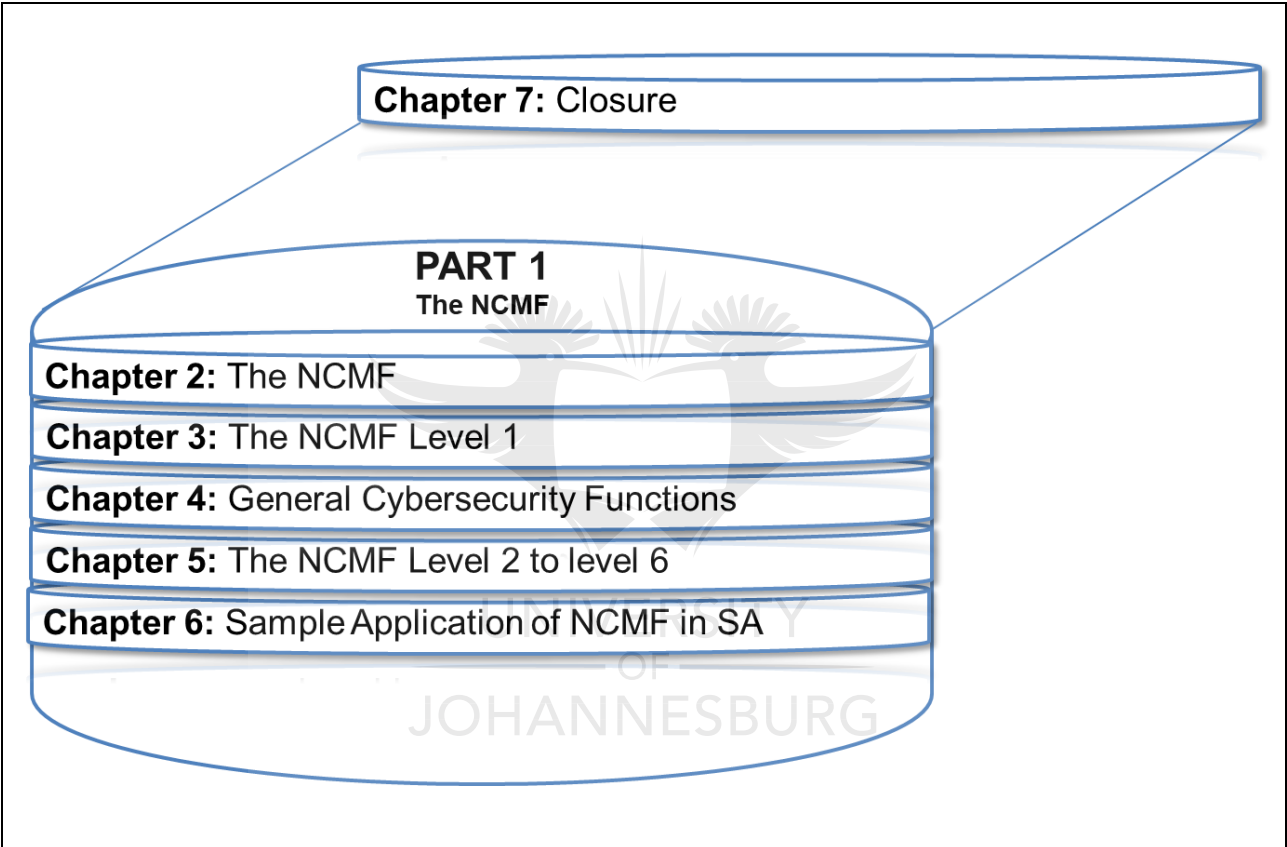 Chapter 7: Closure
PART 1
The NCMF
Chapter 2: The NCMF
Chapter 3: The NCMF Level 1
Chapter 4: General Cybersecurity Functions
Chapter 5: The NCMF Level 2 to level 6
Chapter 6: Sample Application of NCMF in SA
UNIVERSITY
OF
JOHANNESBURG